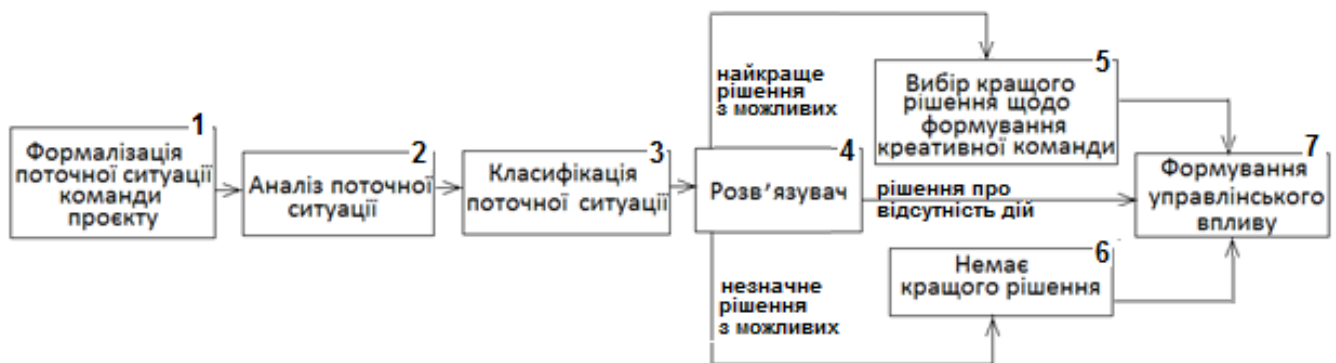 1
Формалізація
поточної ситуації
команди
проєкту
2
Аналіз поточної
ситуації
3
Класифікація
поточної ситуації
4
Розв’язувач
найкраще
рішення
з можливих
5
Вибір кращого
рішення щодо
формування
креативної команди
рішення про
відсутність дій
незначне
рішення
з можливих
6
Немає
кращого рішення
7
Формування
управлінського
впливу